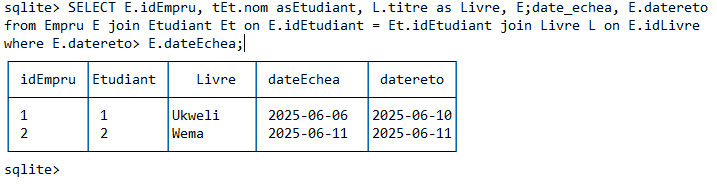 sqlite> SELECT E.idEmpru, tEt.nom asEtudiant, L.titre as Livre, E;date_echea, E.datereto
from Empru E join Etudiant Et on E.idEtudiant = Et.idEtudiant join Livre L on E.idLivre
where E.datereto> E.dateEchea;
idEmpru Etudiant Livre dateEchea datereto
1 1 Ukweli 2025-06-06 2025-06-10
2 2 Wema 2025-06-11 2025-06-11
sqlite>